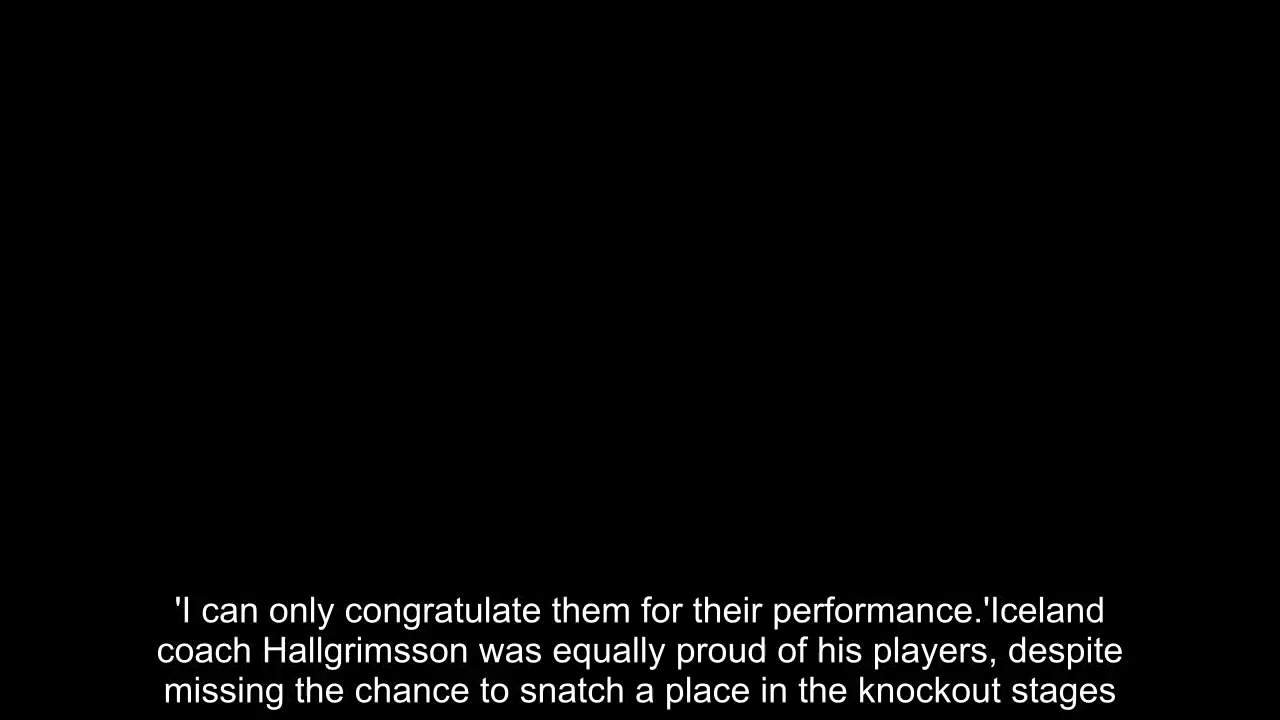 'I can only congratulate them for their performance.'Iceland
coach Hallgrimsson was equally proud of his players, despite
missing the chance to snatch a place in the knockout stages